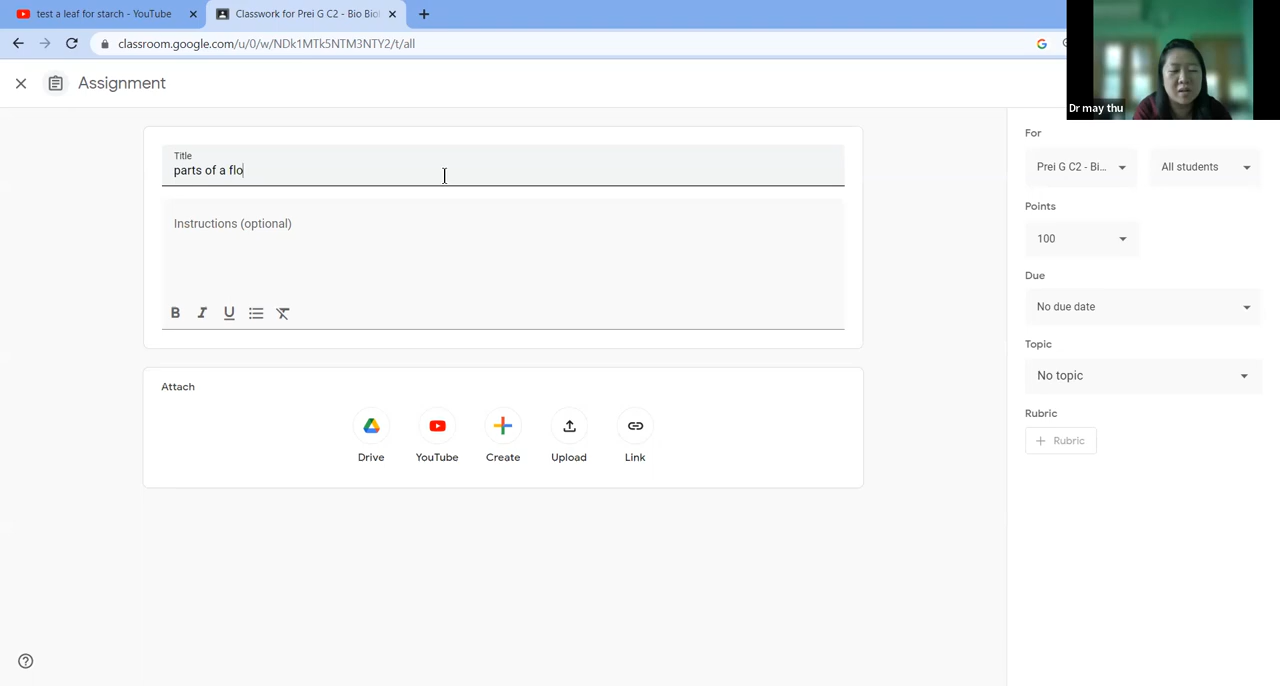 test a leaf for starch - YouTube
Classwork for Prei G C2 - Bio Biol
classroom.google.com/u/0/w/NDk1MTk5NTM3NTY2/t/all
Assignment
Dr may thu
Title
parts of a flo
Instructions (optional)
B I U
Attach
Drive
YouTube
Create
Upload
Link
For
Prei G C2 - Bi...
All students
Points
100
Due
No due date
Topic
No topic
Rubric
+ Rubric